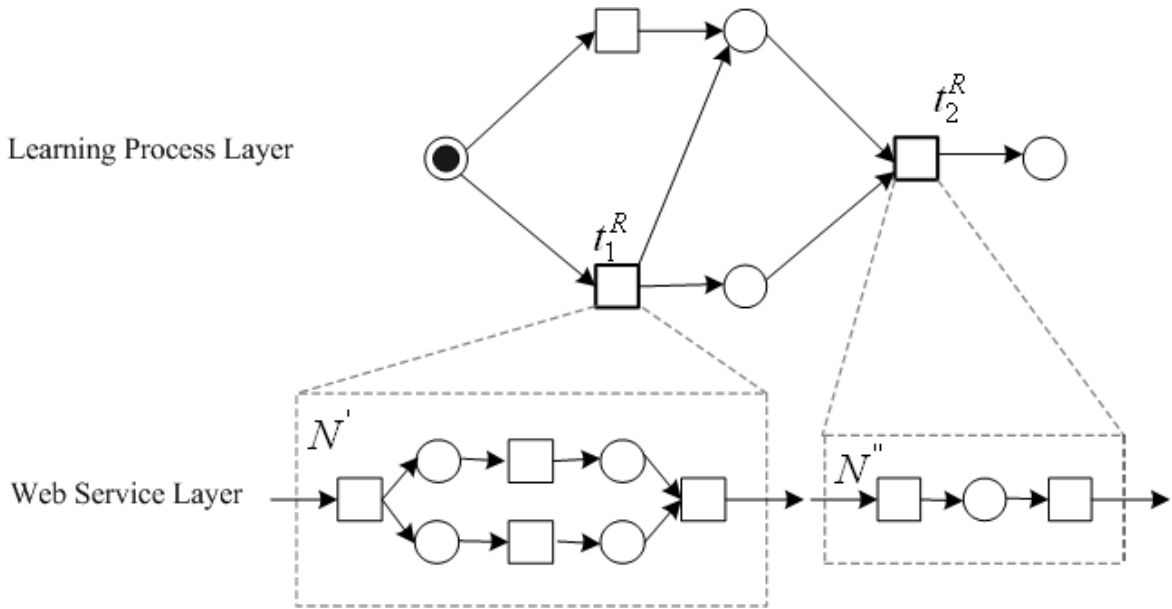 t_2^R
Learning Process Layer
t_1^R
N'
N"
Web Service Layer